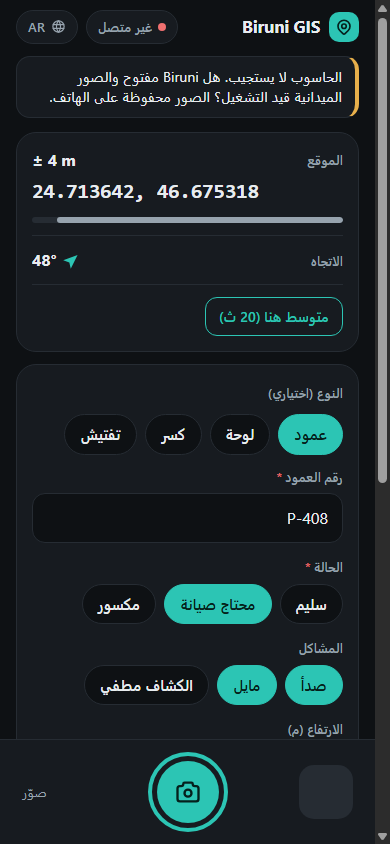 Biruni GIS
غير متصل
AR
الحاسوب لا يستجيب. هل Biruni مفتوح والصور
الميدانية قيد التشغيل؟ الصور محفوظة على الهاتف.
الموقع
± 4 m
24.713642, 46.675318
الاتجاه
48°
متوسط هنا (20 ث)
النوع (اختياري)
عمود
لوحة
كسر
تفتيش
رقم العمود *
P-408
الحالة *
سليم
محتاج صيانة
مكسور
المشاكل
صدأ
مايل
الكشاف مطفي
الارتفاع (م)
صوّر